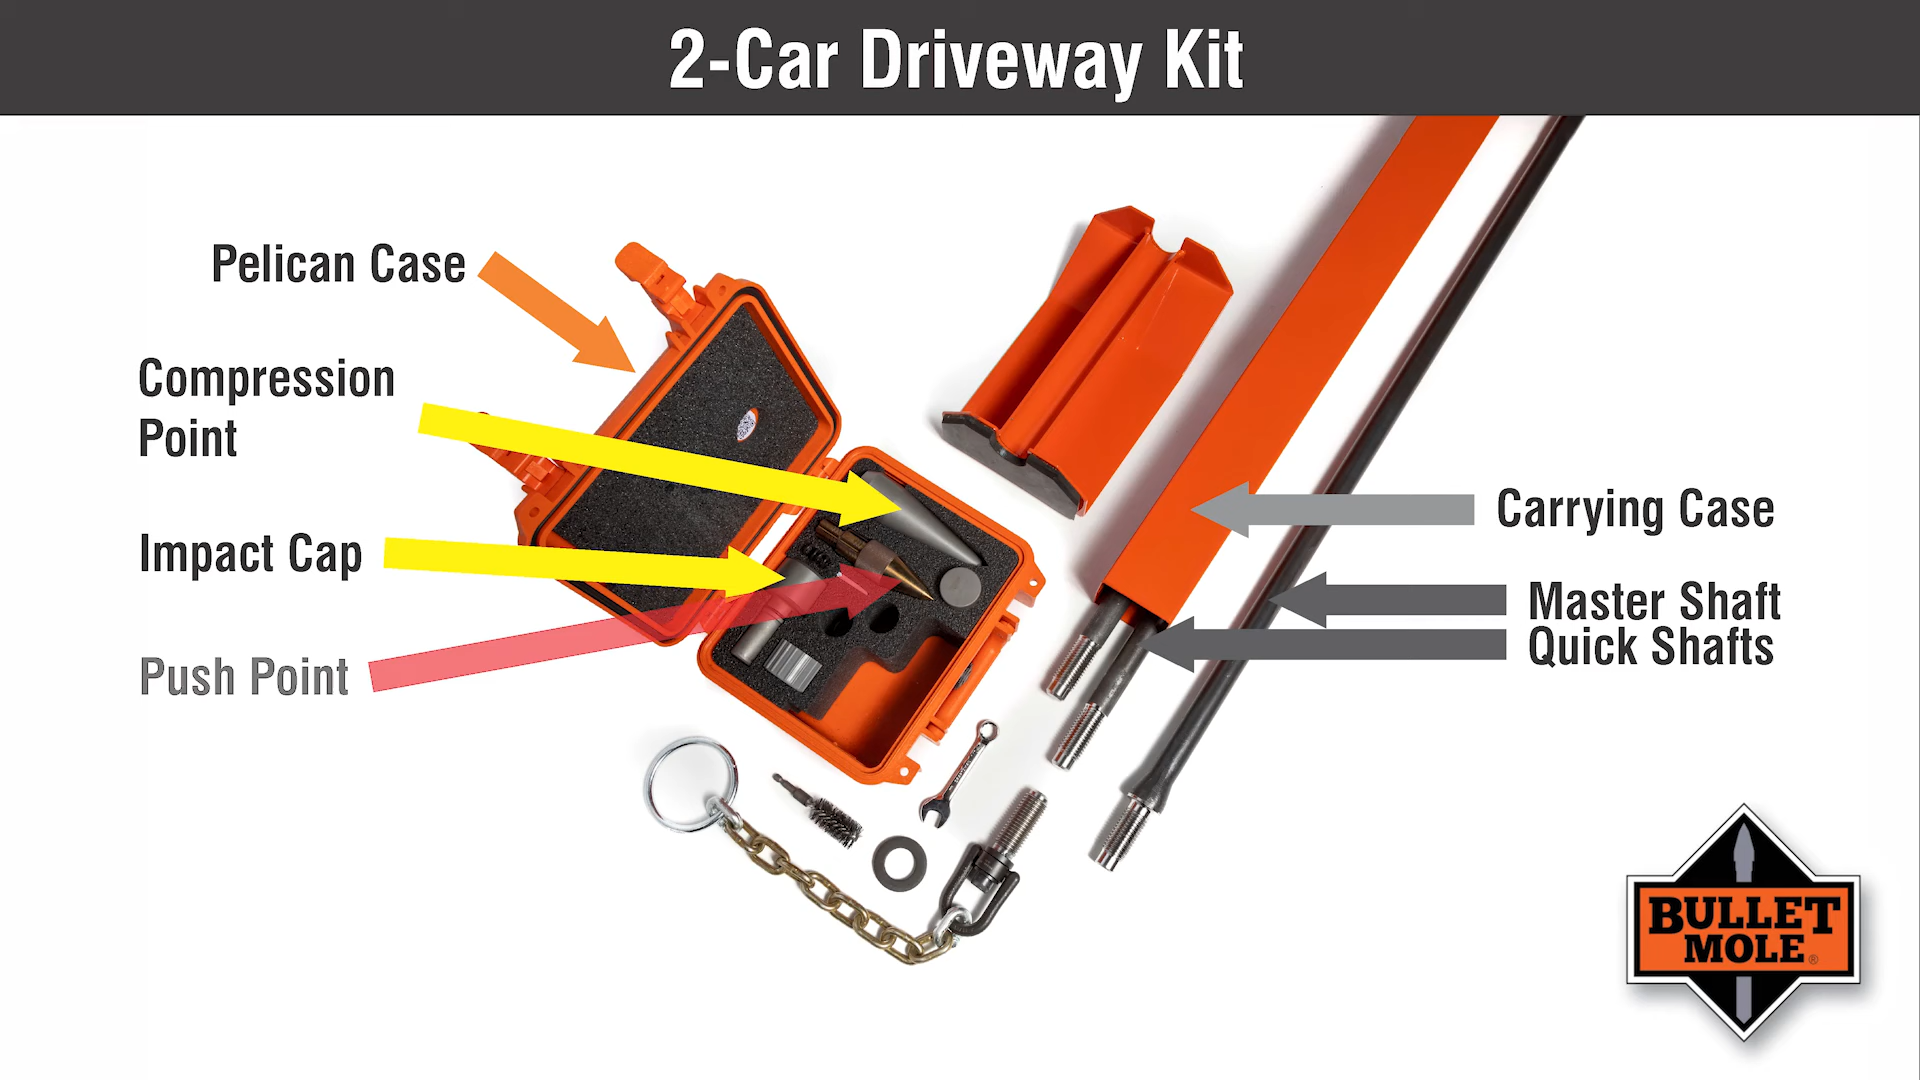 2-Car Driveway Kit
Pelican Case
Compression
Point
Impact Cap
Push Point
Carrying Case
Master Shaft
Quick Shafts
BULLET
MOLE®